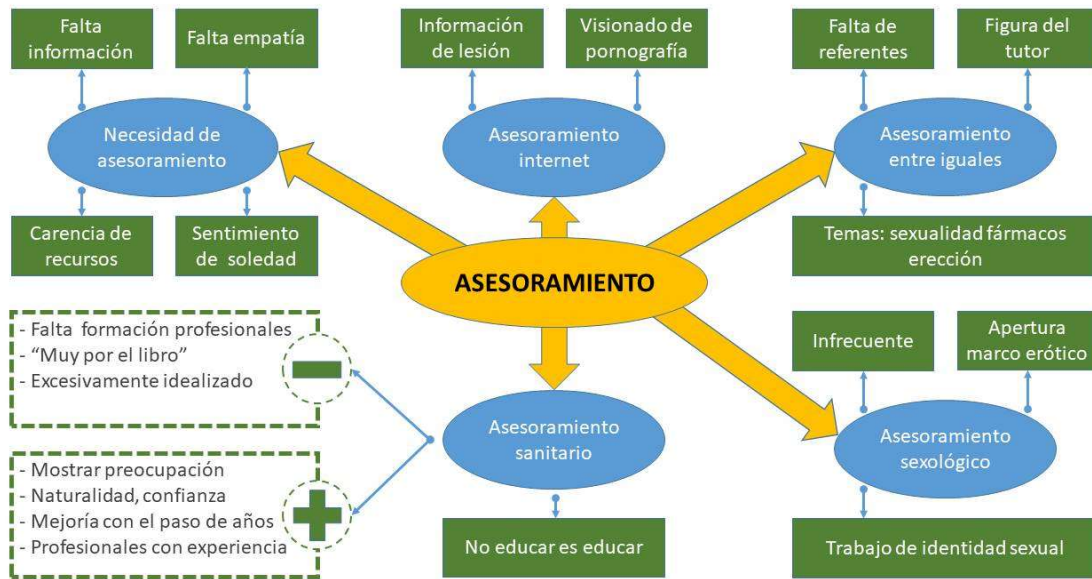 Falta
información
Falta empatía
Necesidad de
asesoramiento
Carencia de
recursos
Sentimiento
de soledad
Información
de lesión
Visionado de
pornografía
Asesoramiento
internet
Falta de
referentes
Figura del
tutor
Asesoramiento
entre iguales
Temas: sexualidad fármacos
erección
ASESORAMIENTO
- Falta formación profesionales
- “Muy por el libro”
- Excesivamente idealizado
- Mostrar preocupación
- Naturalidad, confianza
- Mejoría con el paso de años
- Profesionales con experiencia
Asesoramiento
sanitario
No educar es educar
Infrecuente
Apertura
marco erótico
Asesoramiento
sexológico
Trabajo de identidad sexual